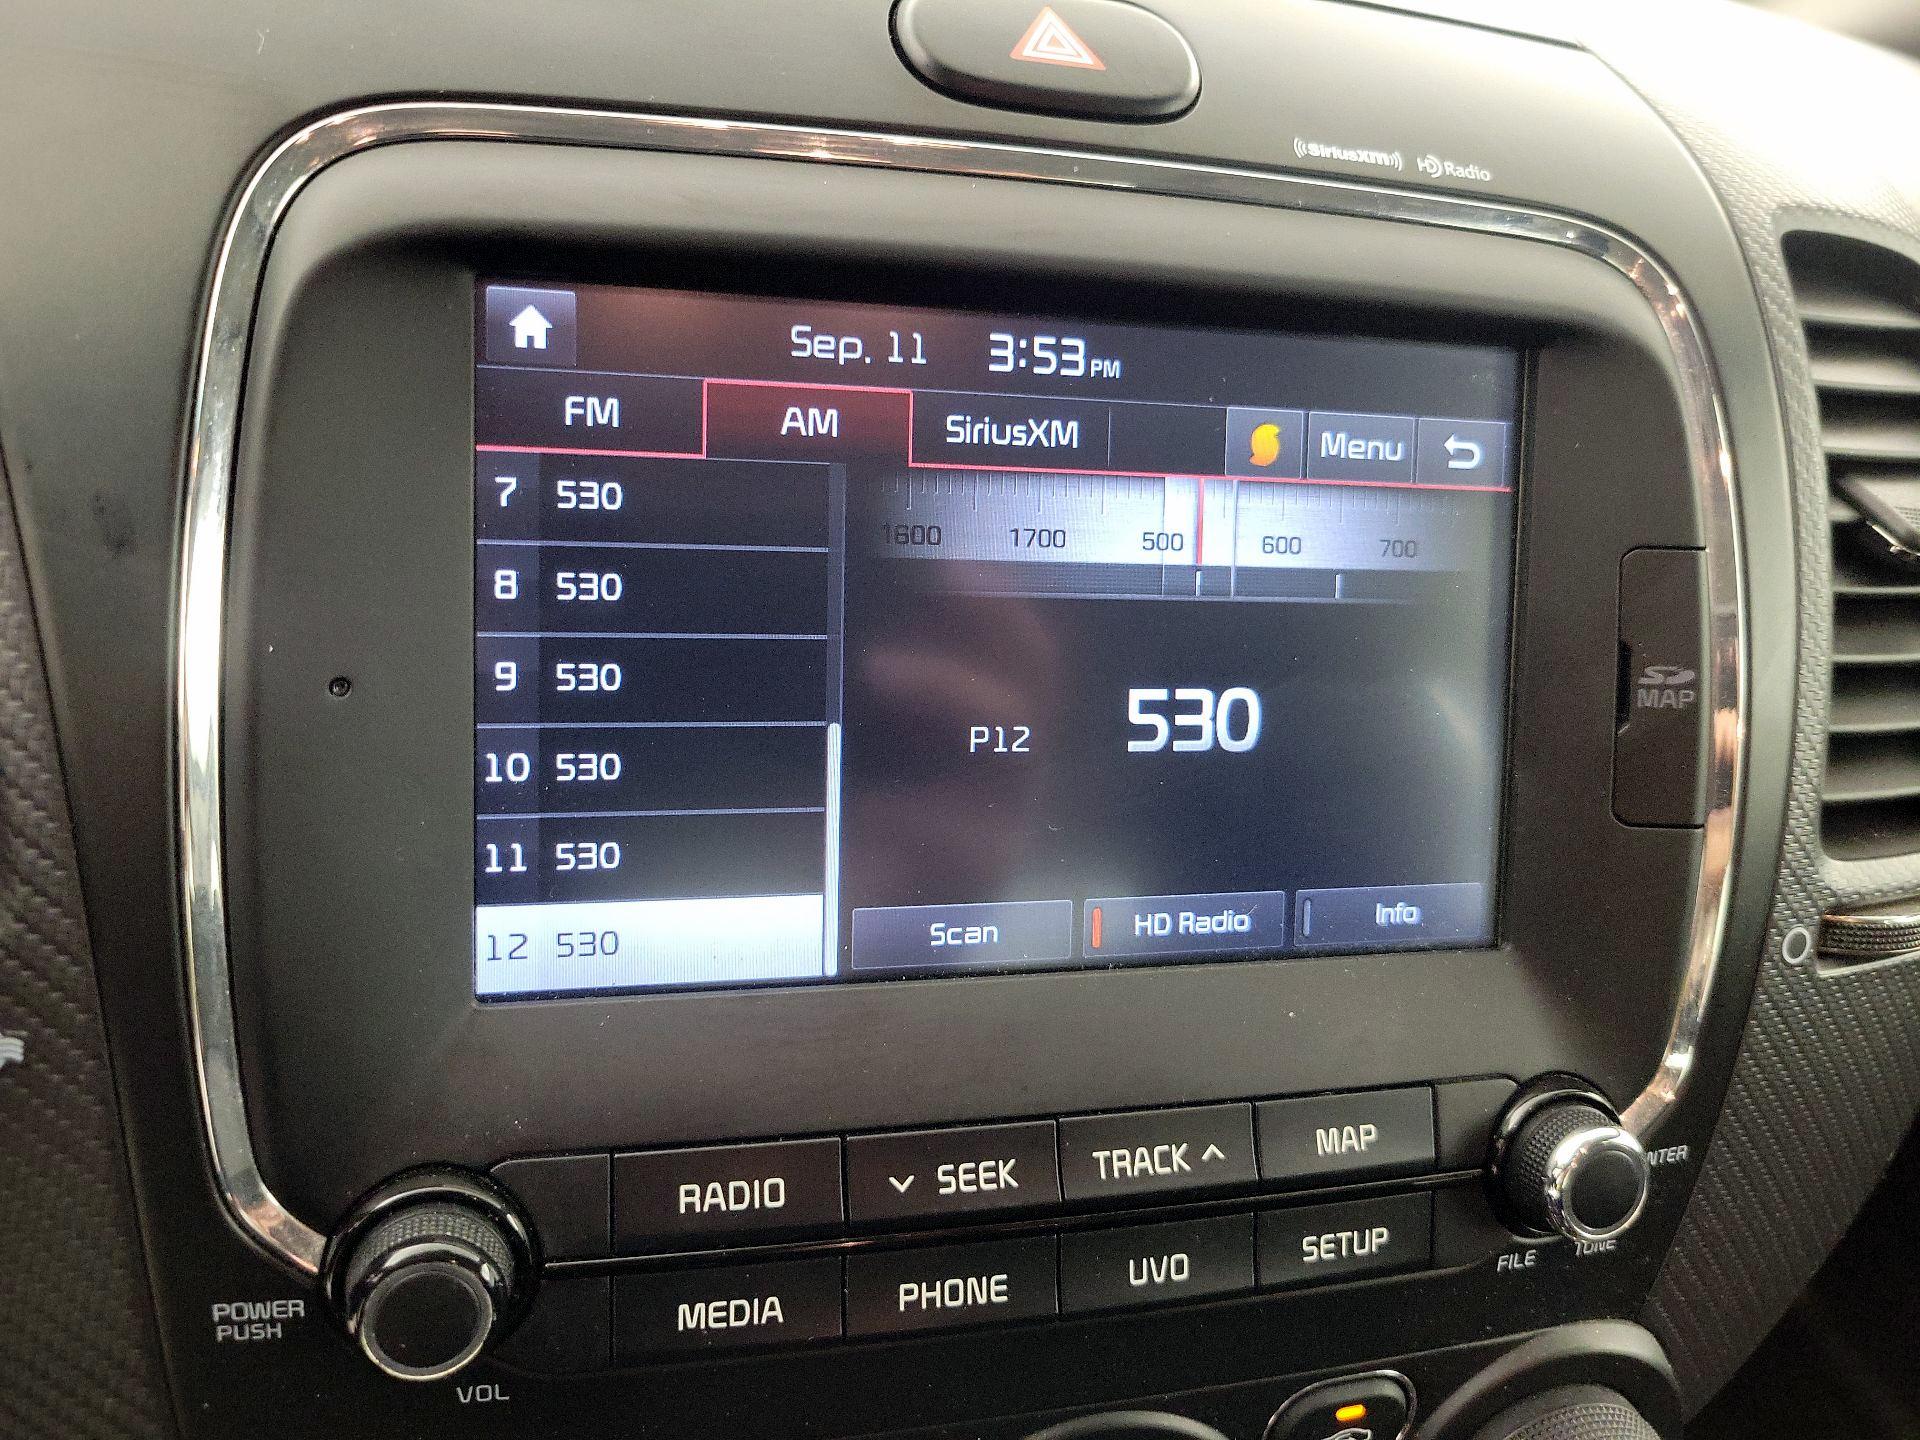 SiriusXM HD Radio
Sep. 11 3:53 PM
FM AM SiriusXM Menu
7 530
8 530
9 530
10 530
11 530
12 530
1600 1700 500 600 700
P12 530
Scan HD Radio Info
SD
MAP
RADIO SEEK TRACK MAP
MEDIA PHONE UVO SETUP
POWER
PUSH
VOL
FILE TUNE